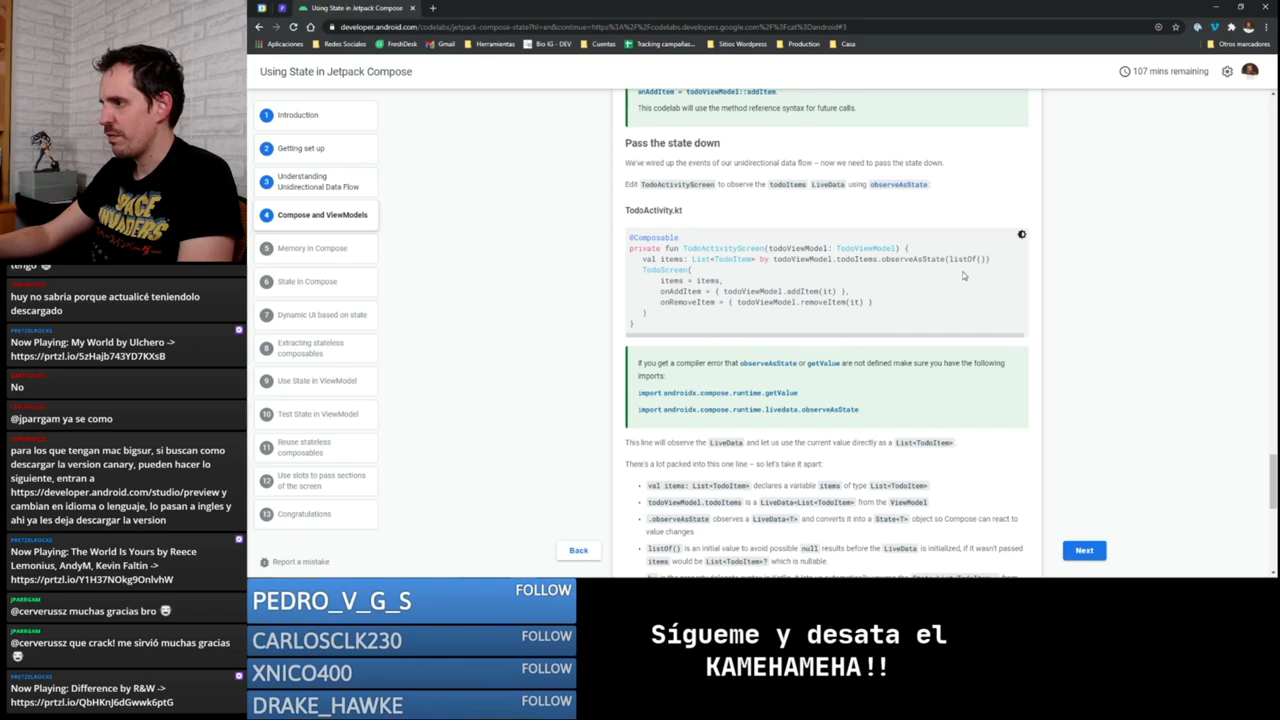 Using State in Jetpack Compose
developer.android.com/codelabs/jetpack-compose-state?hl=en&continue=https%3A%2F%2Fcodelabs.developers.google.com%2F%3Fcat%3Dandroid#3
Aplicaciones
Redes Sociales
FreshDesk
Gmail
Herramientas
Bio IG - DEV
Cuentas
Tracking campañas...
Sitios Wordpress
Production
Casa
Otros marcadores
Using State in Jetpack Compose
107 mins remaining
1 Introduction
2 Getting set up
3 Understanding
Unidirectional Data Flow
4 Compose and ViewModels
5 Memory in Compose
6 State in Compose
7 Dynamic UI based on state
8 Extracting stateless
composables
9 Use State in ViewModel
10 Test State in ViewModel
11 Reuse stateless
composables
12 Use slots to pass sections
of the screen
13 Congratulations
Report a mistake
onAddItem = todoViewModel::addItem.
This codelab will use the method reference syntax for future calls.
Pass the state down
We've wired up the events of our unidirectional data flow – now we need to pass the state down.
Edit TodoActivityScreen to observe the todoItems LiveData using observeAsState:
TodoActivity.kt
@Composable
private fun TodoActivityScreen(todoViewModel: TodoViewModel) {
val items: List<TodoItem> by todoViewModel.todoItems.observeAsState(listOf())
TodoScreen(
items = items,
onAddItem = { todoViewModel.addItem(it) },
onRemoveItem = { todoViewModel.removeItem(it) }
)
}
If you get a compiler error that observeAsState or getValue are not defined make sure you have the following
imports:
import androidx.compose.runtime.getValue
import androidx.compose.runtime.livedata.observeAsState
This line will observe the LiveData and let us use the current value directly as a List<TodoItem>.
There's a lot packed into this one line – so let's take it apart:
• val items: List<TodoItem> declares a variable items of type List<TodoItem>
• todoViewModel.todoItems is a LiveData<List<TodoItem> from the ViewModel
• .observeAsState observes a LiveData<T> and converts it into a State<T> object so Compose can react to
value changes
• listOf() is an initial value to avoid possible null results before the LiveData is initialized, if it wasn't passed
items would be List<TodoItem>? which is nullable.
Back
Next
SPACE
INVADERS
tengo
huy no sabria porque actualicé teniendolo
descargado
PRETZELROCKS
Now Playing: My World by Ulchero ->
https://prtzl.io/5zHajb743YD7KXsB
No
@jparrgam ya se como
para los que tengan mac bigsur, si buscan como
descargar la version canary, pueden hacer lo
siguiente, entran a
https://developer.android.com/studio/preview y
cambian en idioma o lenguaje, lo pasan a ingles y
ahi ya les deja descargar la version
PRETZELROCKS
Now Playing: The World Is Yours by Reece
Lemonius, AndyM, Kevin Faltin ->
https://prtzl.io/Y1H37NOkg9OnlvhW
JPARRGAM
@cerverussz muchas gracias bro
JPARRGAM
@cerverussz que crack! me sirvió muchas gracias
PRETZELROCKS
Now Playing: Difference by R&W ->
https://prtzl.io/QbHKnJ6dGwwk6ptG
PEDRO_V_G_S FOLLOW
CARLOSCLK230 FOLLOW
XNICO400 FOLLOW
DRAKE_HAWKE FOLLOW
Sígueme y desata el
KAMEHAMEHA!!